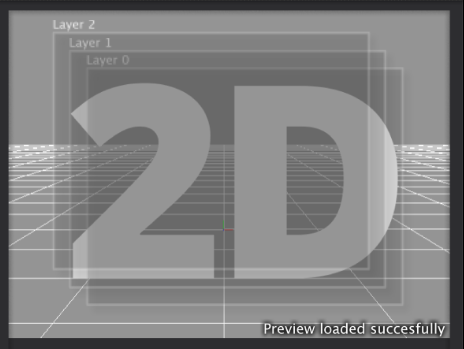 Layer 2
Layer 1
Layer 0
2D
Preview loaded succesfully